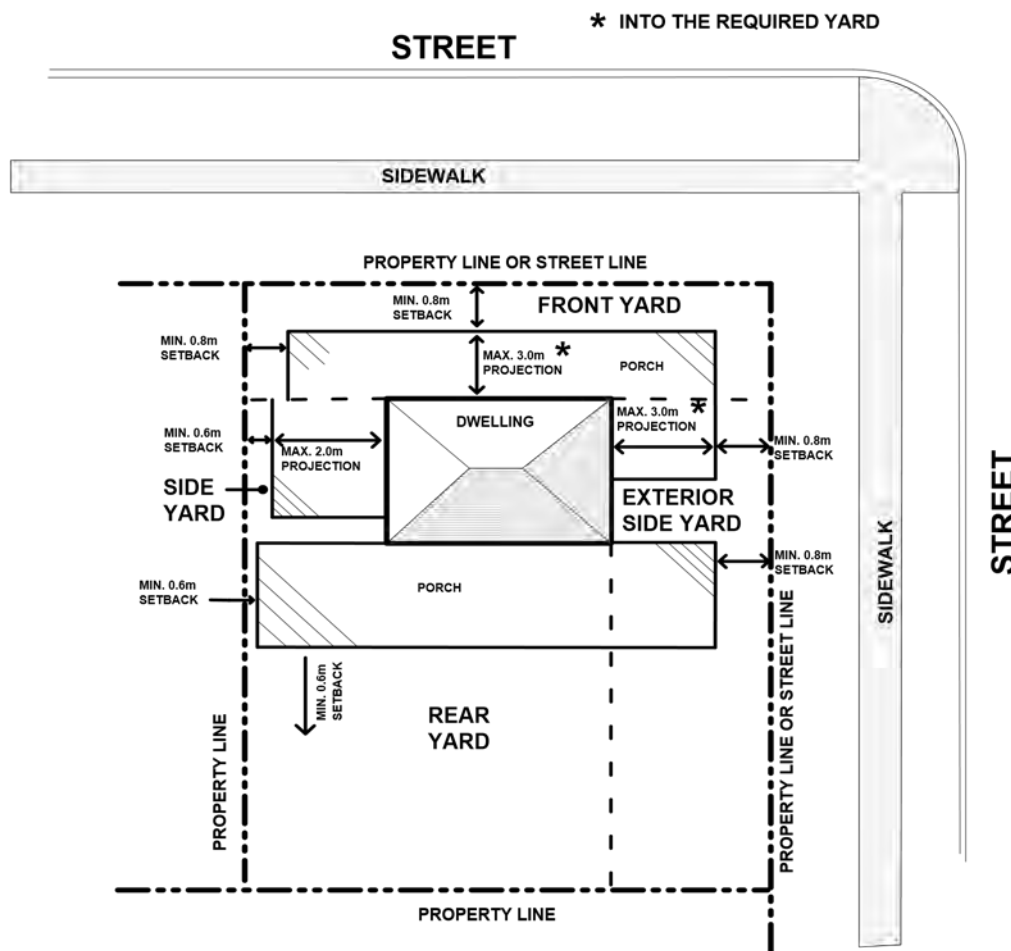 * INTO THE REQUIRED YARD
STREET
SIDEWALK
PROPERTY LINE OR STREET LINE
MIN. 0.8m
SETBACK
FRONT YARD
MIN. 0.8m
SETBACK
MAX. 3.0m *
PROJECTION
PORCH
DWELLING
MAX. 3.0m *
PROJECTION
MIN. 0.6m
SETBACK
MAX. 2.0m
PROJECTION
MIN. 0.8m
SETBACK
SIDE
YARD
EXTERIOR
SIDE YARD
STREET
SIDEWALK
MIN. 0.8m
SETBACK
MIN. 0.6m
SETBACK
PORCH
MIN. 0.6m
SETBACK
REAR
YARD
PROPERTY LINE
PROPERTY LINE OR STREET LINE
PROPERTY LINE